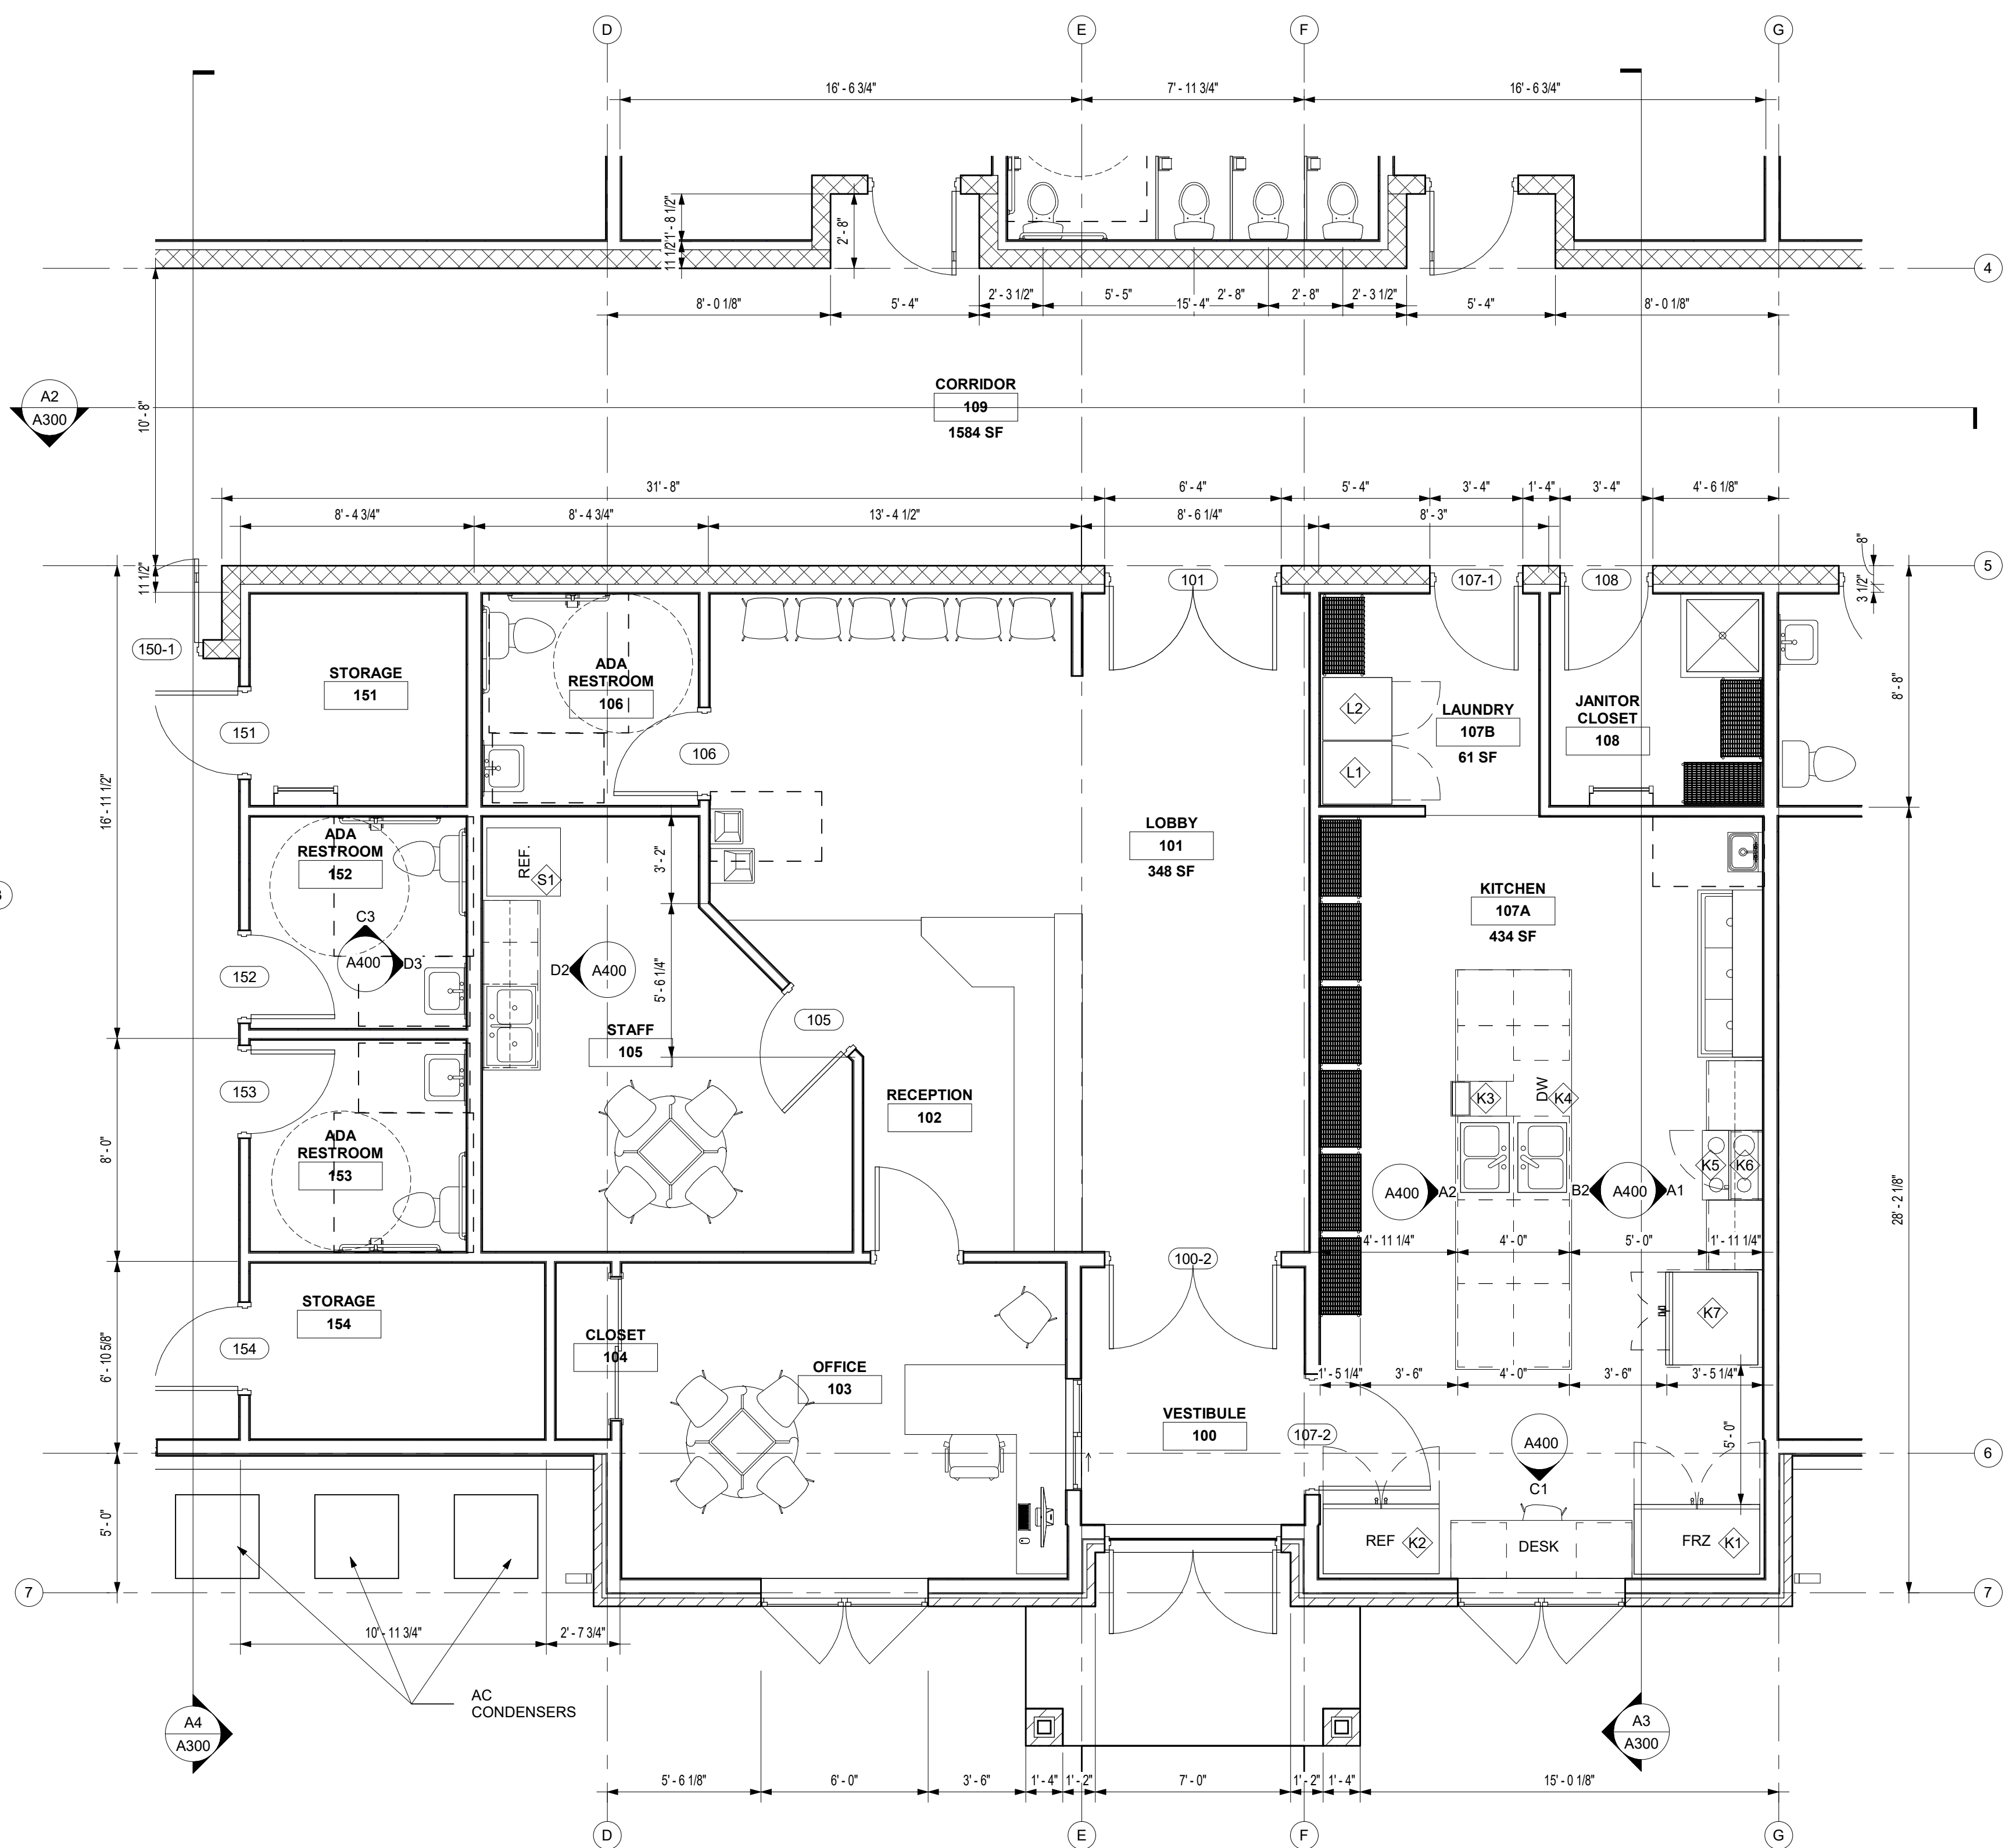 D
E
F
G
16' - 6 3/4"
7' - 11 3/4"
16' - 6 3/4"
1' - 8 1/2"
11 1/2"
2' - 8"
4
2' - 3 1/2"
5' - 5"
2' - 8"
2' - 8"
2' - 3 1/2"
8' - 0 1/8"
5' - 4"
15' - 4"
5' - 4"
8' - 0 1/8"
A2
A300
10' - 8"
CORRIDOR
109
1584 SF
31' - 8"
6' - 4"
5' - 4"
3' - 4"
1' - 4"
3' - 4"
4' - 6 1/8"
8' - 4 3/4"
8' - 4 3/4"
13' - 4 1/2"
8' - 6 1/4"
8' - 3"
8"
3 1/2"
11 1/2"
5
101
107-1
108
150-1
STORAGE
151
ADA
RESTROOM
106
151
106
L2
L1
LAUNDRY
107B
61 SF
JANITOR
CLOSET
108
8' - 8"
16' - 11 1/2"
ADA
RESTROOM
152
REF.
S1
3' - 2"
LOBBY
101
348 SF
KITCHEN
107A
434 SF
C3
A400
D3
152
D2
A400
5' - 6 1/4"
105
STAFF
105
153
8' - 0"
ADA
RESTROOM
153
RECEPTION
102
K3
DW
K4
K5
K6
A400
A2
B2
A400
A1
28' - 2 1/8"
4' - 11 1/4"
4' - 0"
5' - 0"
1' - 11 1/4"
100-2
STORAGE
154
154
6' - 10 5/8"
CLOSET
104
OFFICE
103
K7
1' - 5 1/4"
3' - 6"
4' - 0"
3' - 6"
3' - 5 1/4"
VESTIBULE
100
107-2
A400
C1
5' - 0"
6
5' - 0"
REF
K2
DESK
FRZ
K1
7
7
10' - 11 3/4"
2' - 7 3/4"
AC
CONDENSERS
A4
A300
A3
A300
5' - 6 1/8"
6' - 0"
3' - 6"
1' - 4"
1' - 2"
7' - 0"
1' - 2"
1' - 4"
15' - 0 1/8"
D
E
F
G